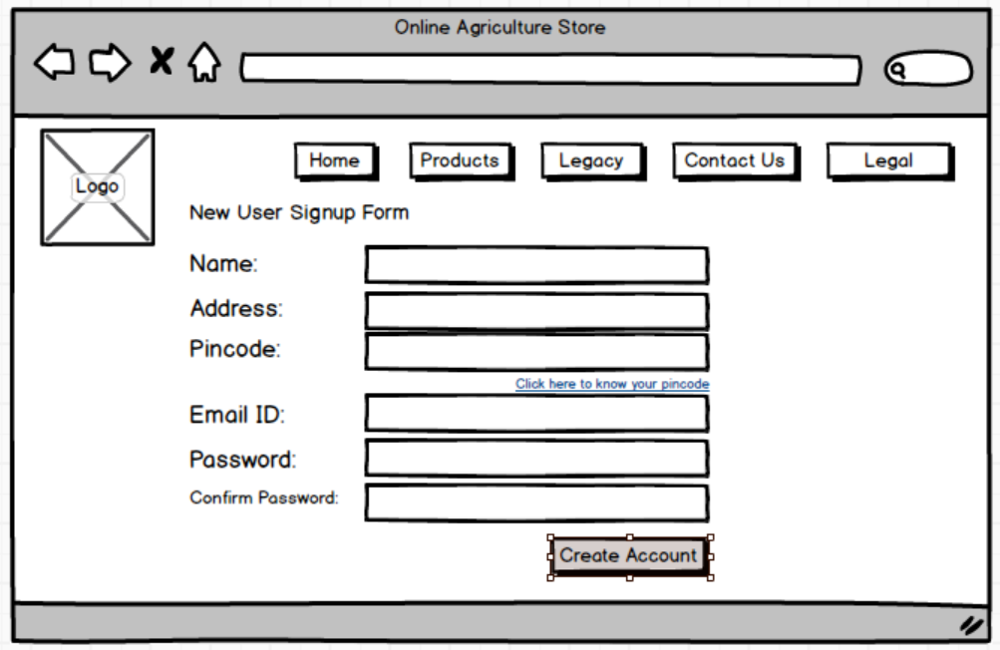 Online Agriculture Store
Logo
Home Products Legacy Contact Us Legal
New User Signup Form
Name:
Address:
Pincode:
Click here to know your pincode
Email ID:
Password:
Confirm Password:
Create Account